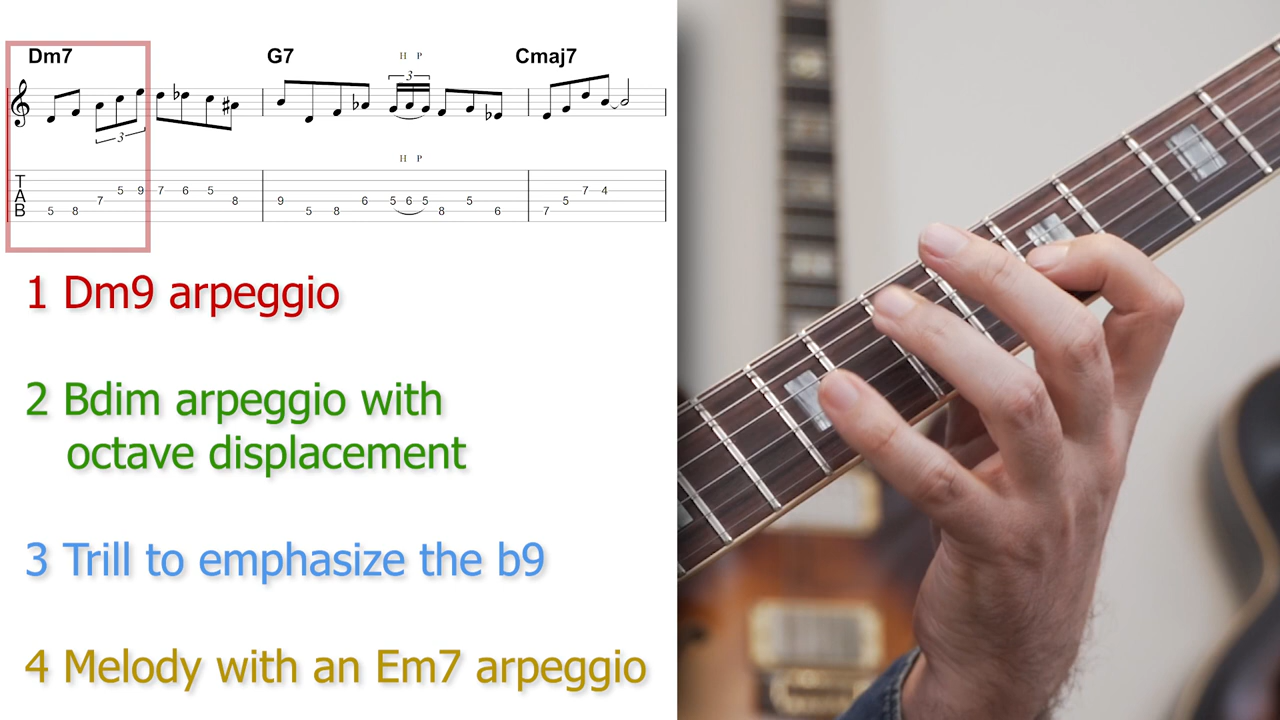 Dm7 G7 Cmaj7
H P
3
3
H P
T
A
B
5 8 7 5 9 7 6 5 8 9 5 8 6 5 6 5 8 5 6 7 5 7 4
1 Dm9 arpeggio
2 Bdim arpeggio with
octave displacement
3 Trill to emphasize the b9
4 Melody with an Em7 arpeggio